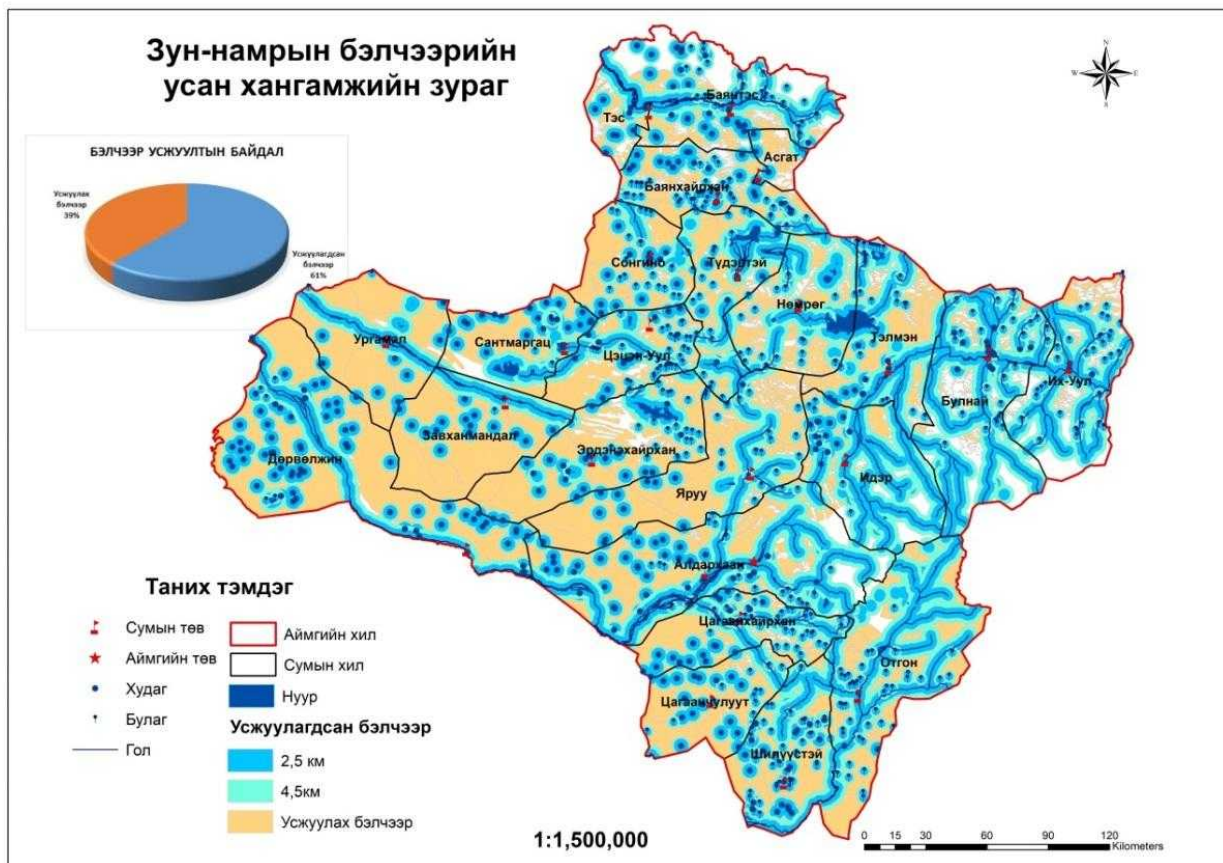 Зун-намрын бэлчээрийн
усан хангамжийн зураг
БЭЛЧЭЭР УСЖУУЛТЫН БАЙДАЛ
Усжуулах
бэлчээр
39%
Усжуулагдсан
бэлчээр
61%
N
W
E
S
Баянтэс
Тэс
Асгат
Баянхайрхан
Сонгино
Түдэвтэй
Нөмрөг
Тэлмэн
Ургамал
Сантмаргац
Цэцэн-Уул
Их-Уул
Булнай
Завханмандал
Эрдэнэхайрхан
Дөрвөлжин
Идэр
Яруу
Алдархаан
Цагаанхайрхан
Отгон
Цагаанчулуут
Шилүүстэй
Таних тэмдэг
Сумын төв
Аймгийн төв
Худаг
Булаг
Гол
Аймгийн хил
Сумын хил
Нуур
Усжуулагдсан бэлчээр
2,5 км
4,5км
Усжуулах бэлчээр
1:1,500,000
0 15 30 60 90 120
Kilometers